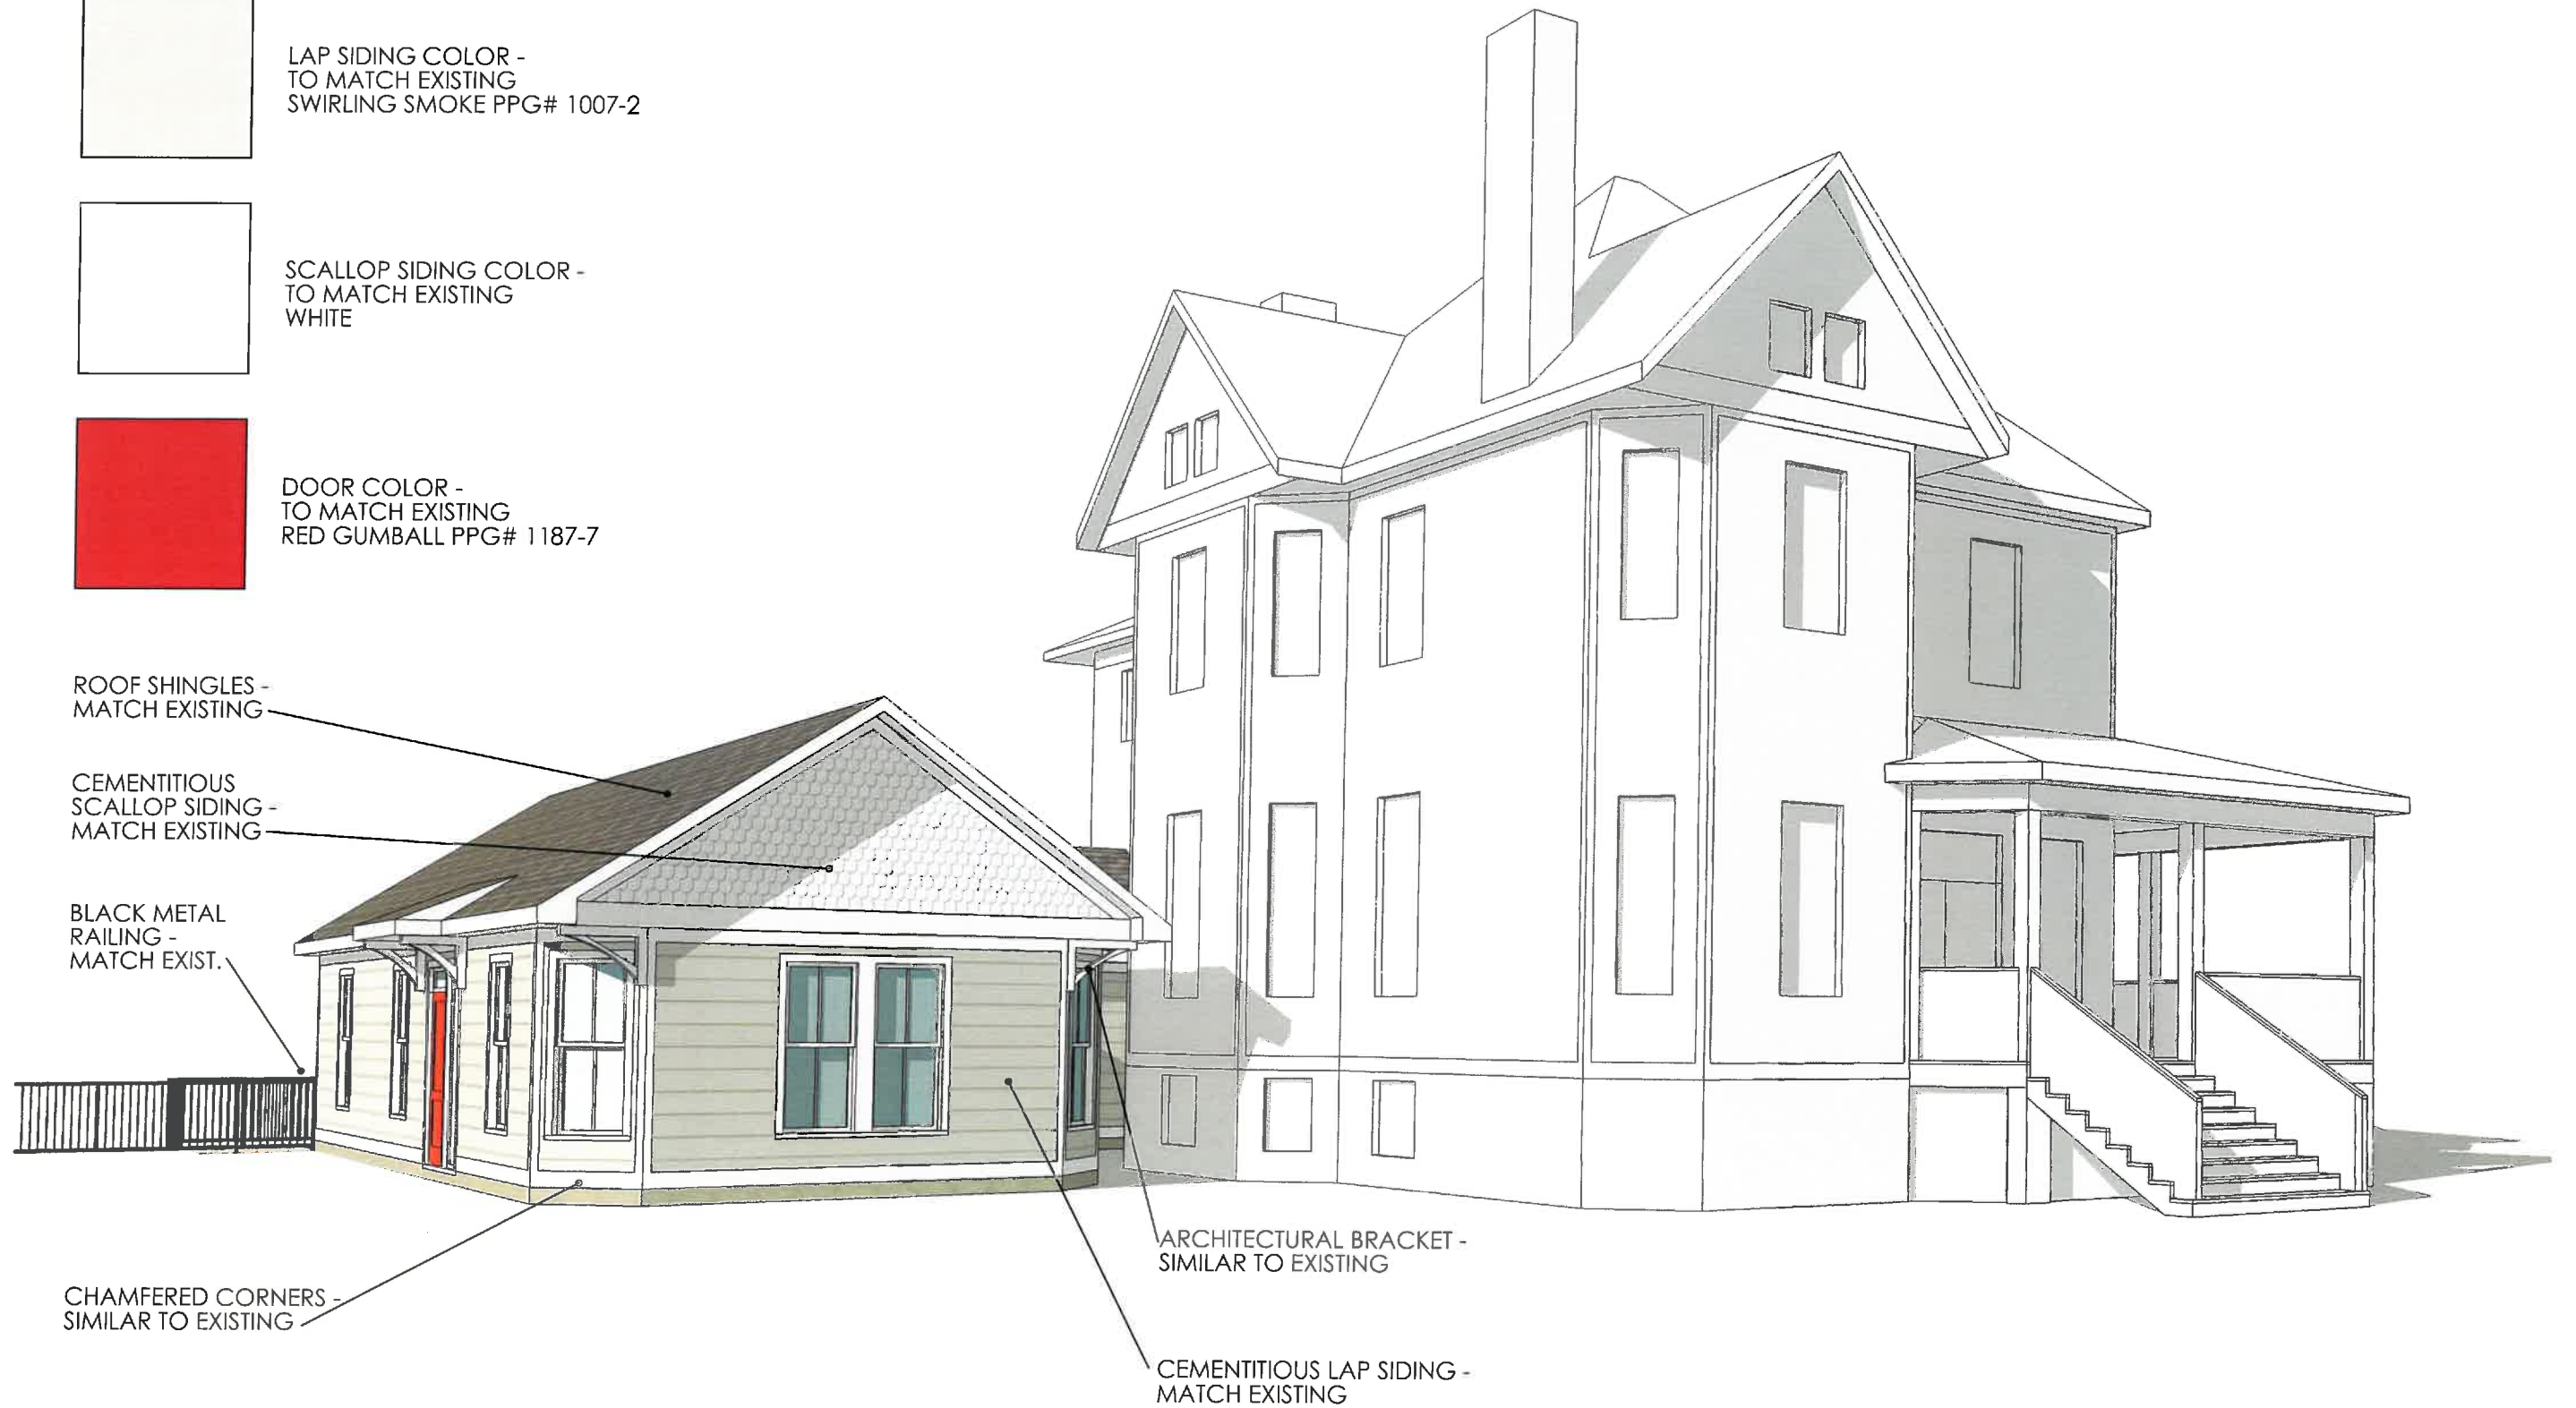 LAP SIDING COLOR -
TO MATCH EXISTING
SWIRLING SMOKE PPG# 1007-2
SCALLOP SIDING COLOR -
TO MATCH EXISTING
WHITE
DOOR COLOR -
TO MATCH EXISTING
RED GUMBALL PPG# 1187-7
ROOF SHINGLES -
MATCH EXISTING
CEMENTITIOUS
SCALLOP SIDING -
MATCH EXISTING
BLACK METAL
RAILING -
MATCH EXIST.
CHAMFERED CORNERS -
SIMILAR TO EXISTING
ARCHITECTURAL BRACKET -
SIMILAR TO EXISTING
CEMENTITIOUS LAP SIDING -
MATCH EXISTING